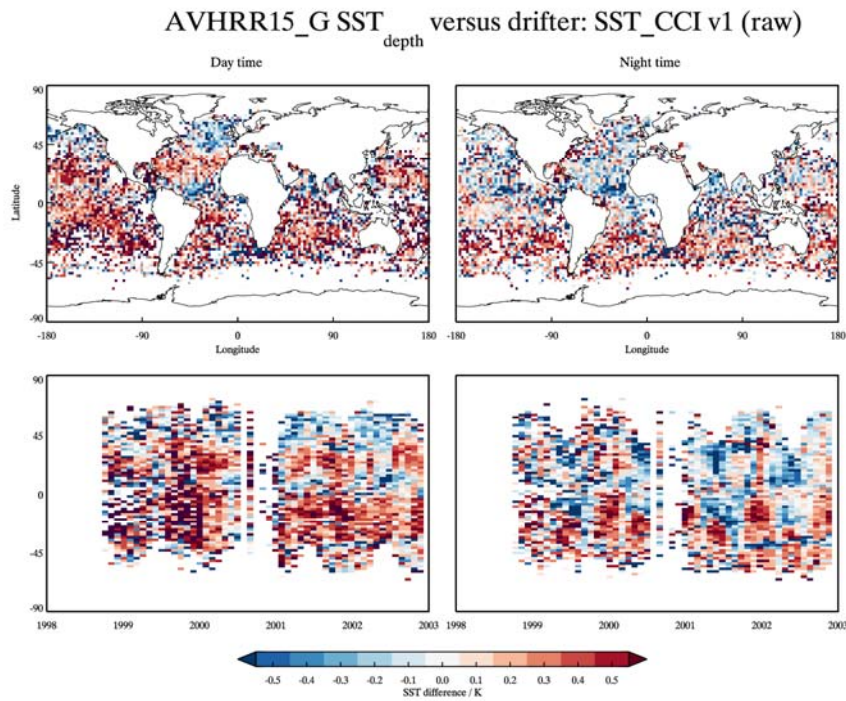 AVHRR15_G SST_depth versus drifter: SST_CCI v1 (raw)
Day time
Night time
90
45
0
-45
-90
Latitude
-180 -90 0 90 180
Longitude
-180 -90 0 90 180
Longitude
90
45
0
-45
-90
1998 1999 2000 2001 2002 2003
1998 1999 2000 2001 2002 2003
-0.5 -0.4 -0.3 -0.2 -0.1 0.0 0.1 0.2 0.3 0.4 0.5
SST difference / K